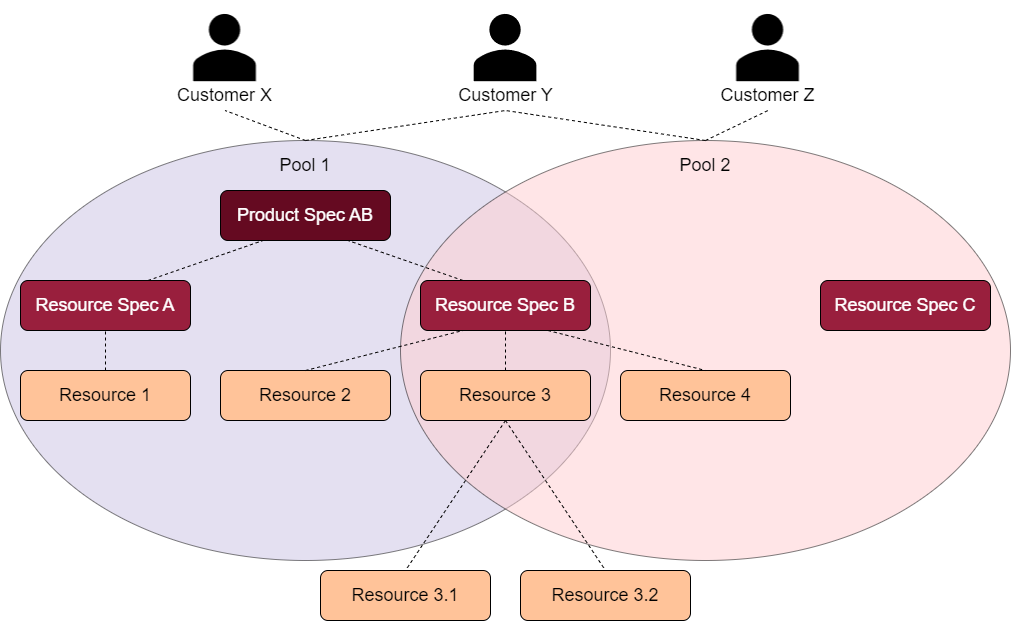 Customer X
Customer Y
Customer Z
Pool 1
Pool 2
Product Spec AB
Resource Spec A
Resource Spec B
Resource Spec C
Resource 1
Resource 2
Resource 3
Resource 4
Resource 3.1
Resource 3.2